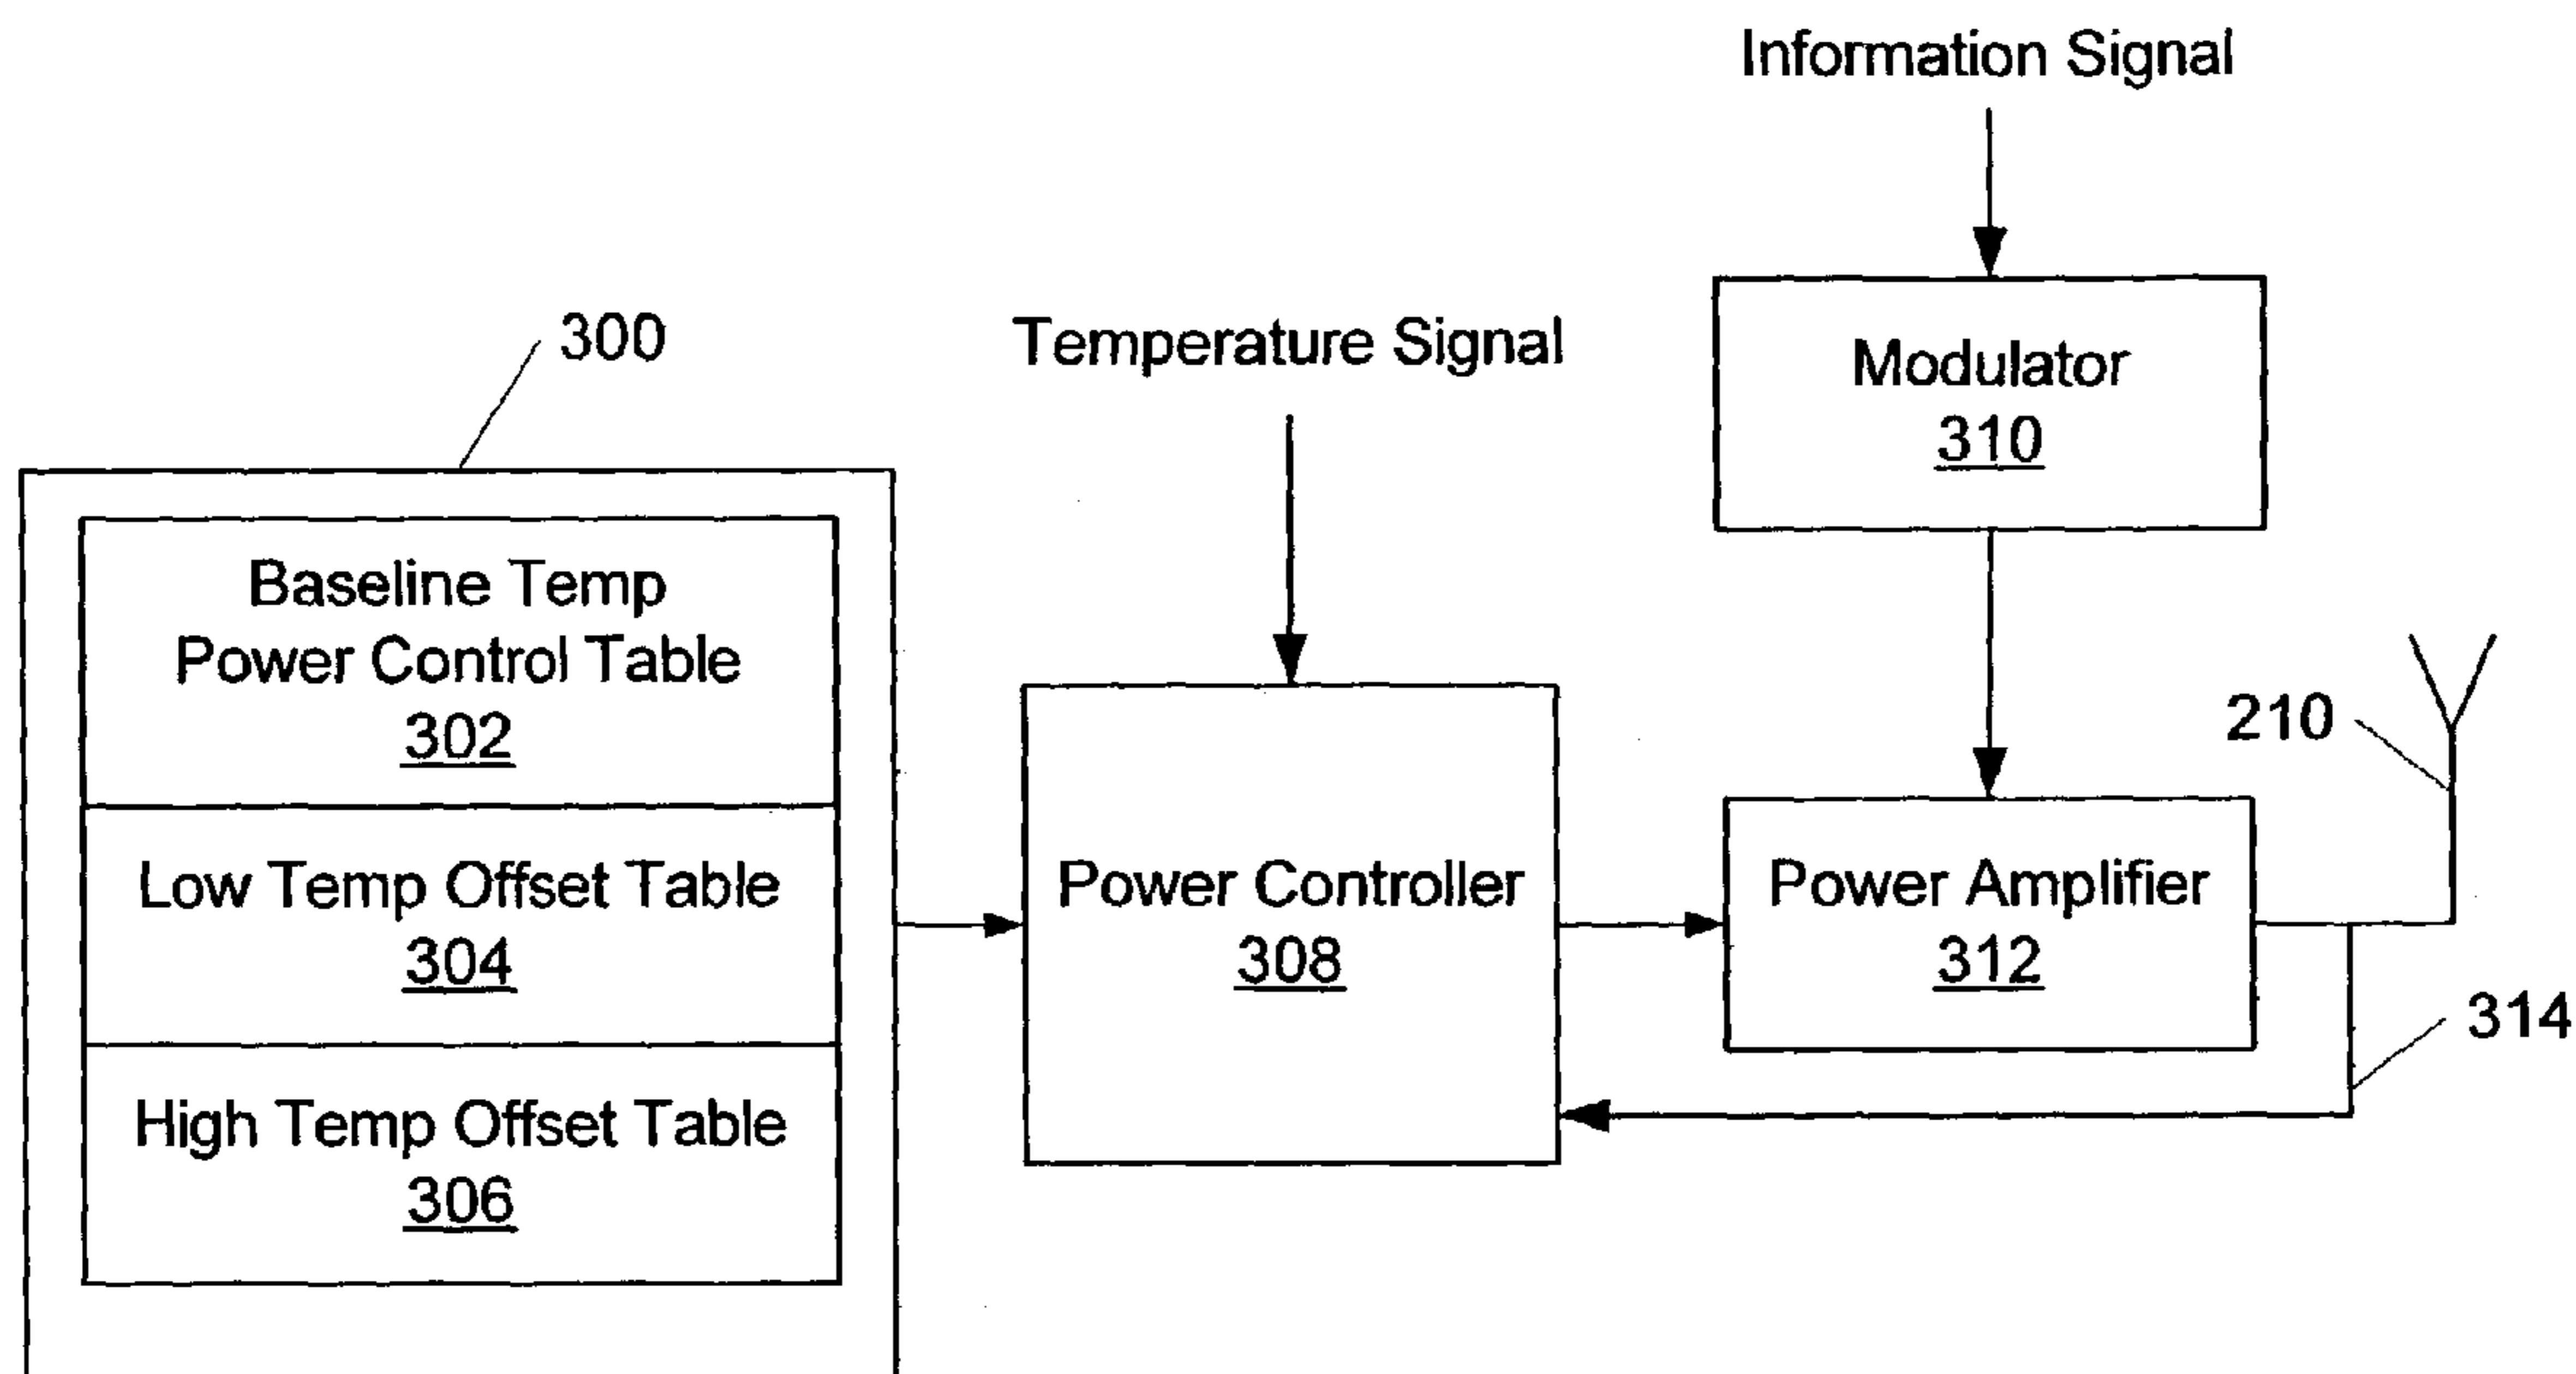 Information Signal
300
Temperature Signal
Modulator
310
Baseline Temp
Power Control Table
302
210
Low Temp Offset Table
304
Power Controller
308
Power Amplifier
312
314
High Temp Offset Table
306